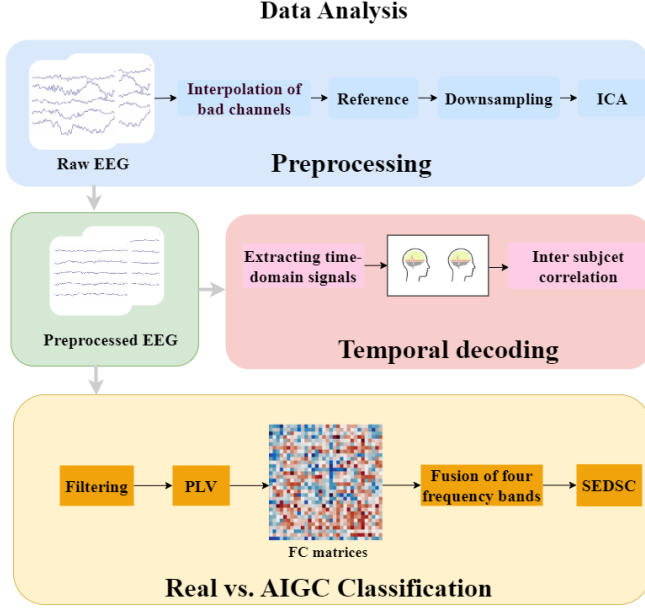 Data Analysis
Interpolation of
bad channels
Reference
Downsampling
ICA
Raw EEG
Preprocessing
Extracting time-
domain signals
Inter subjcet
correlation
Preprocessed EEG
Temporal decoding
Filtering
PLV
Fusion of four
frequency bands
SEDSC
FC matrices
Real vs. AIGC Classification